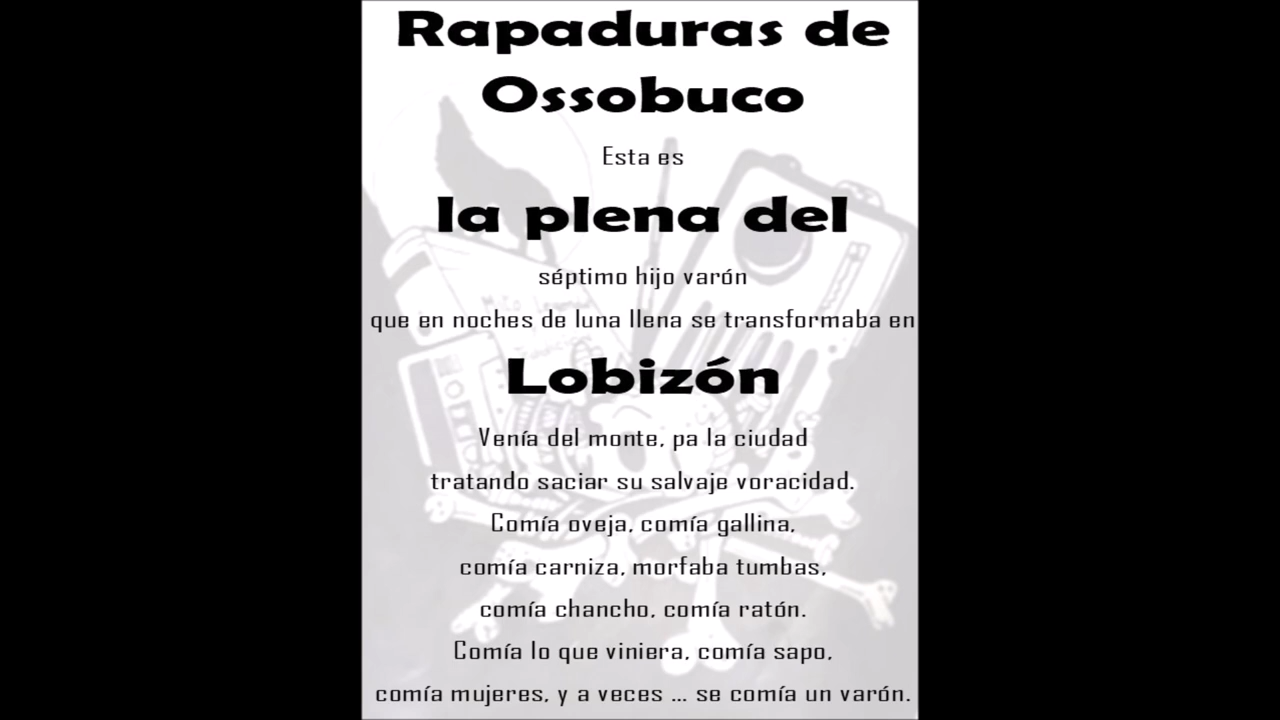 Rapaduras de
Ossobuco
Esta es
la plena del
séptimo hijo varón
que en noches de luna llena se transformaba en
Lobizón
Venía del monte, pa la ciudad
tratando saciar su salvaje voracidad.
Comía oveja, comía gallina,
comía carniza, morfaba tumbas,
comía chancho, comía ratón.
Comía lo que viniera, comía sapo,
comía mujeres, y a veces ... se comía un varón.